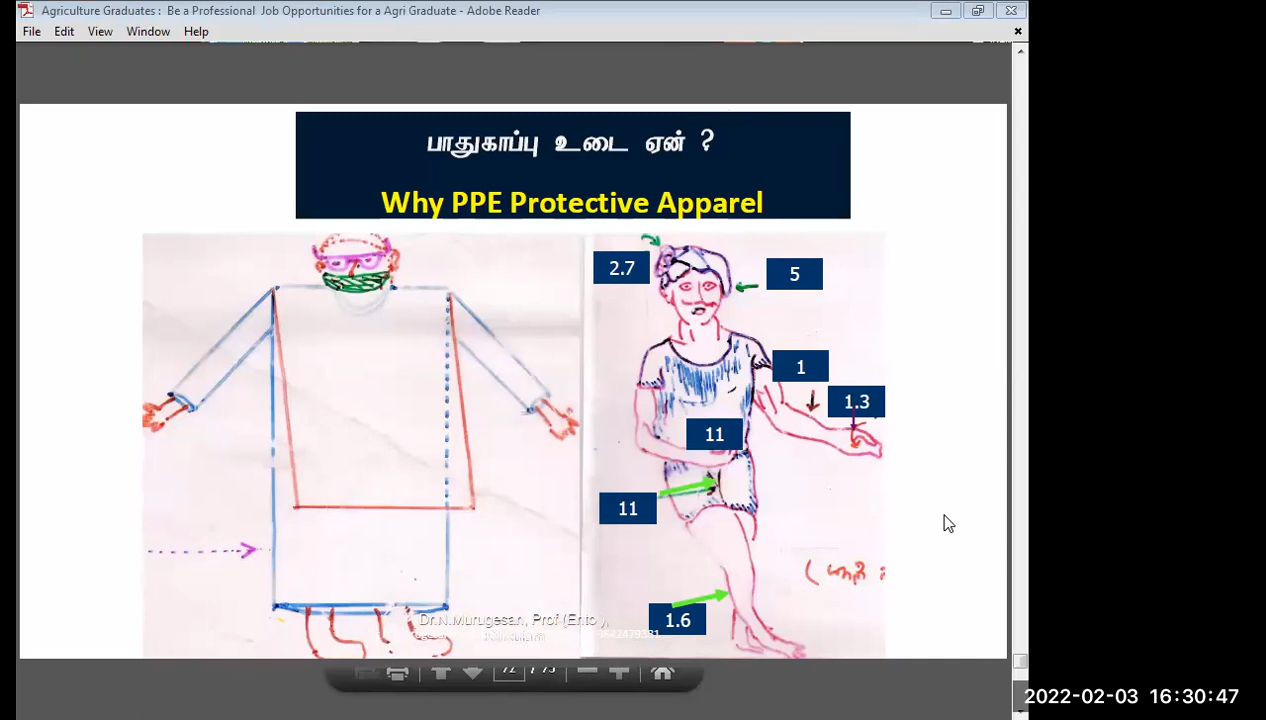 Agriculture Graduates : Be a Professional Job Opportunities for a Agri Graduate - Adobe Reader
File Edit View Window Help
பாதுகாப்பு உடை ஏன் ?
Why PPE Protective Apparel
2.7
5
1
1.3
11
11
1.6
Dr.N.Murugesan, Prof (Ento ),
2022-02-03 16:30:47